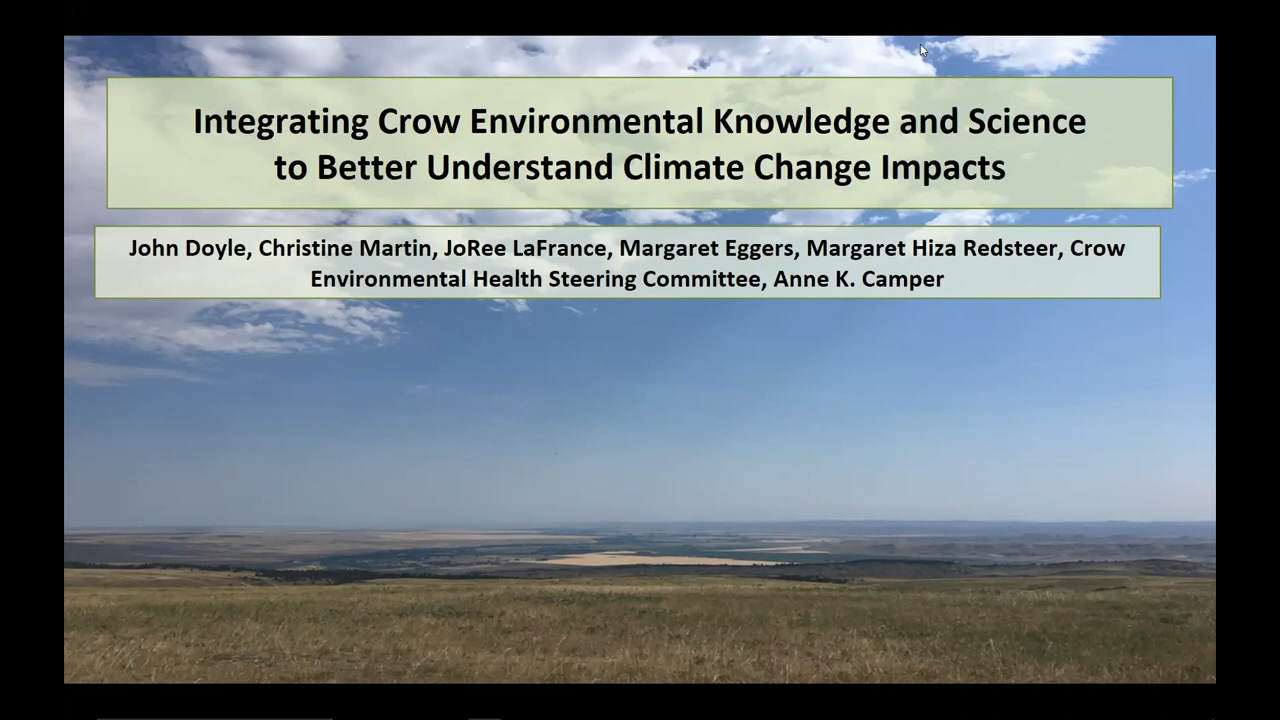 Integrating Crow Environmental Knowledge and Science
to Better Understand Climate Change Impacts
John Doyle, Christine Martin, JoRee LaFrance, Margaret Eggers, Margaret Hiza Redsteer, Crow
Environmental Health Steering Committee, Anne K. Camper